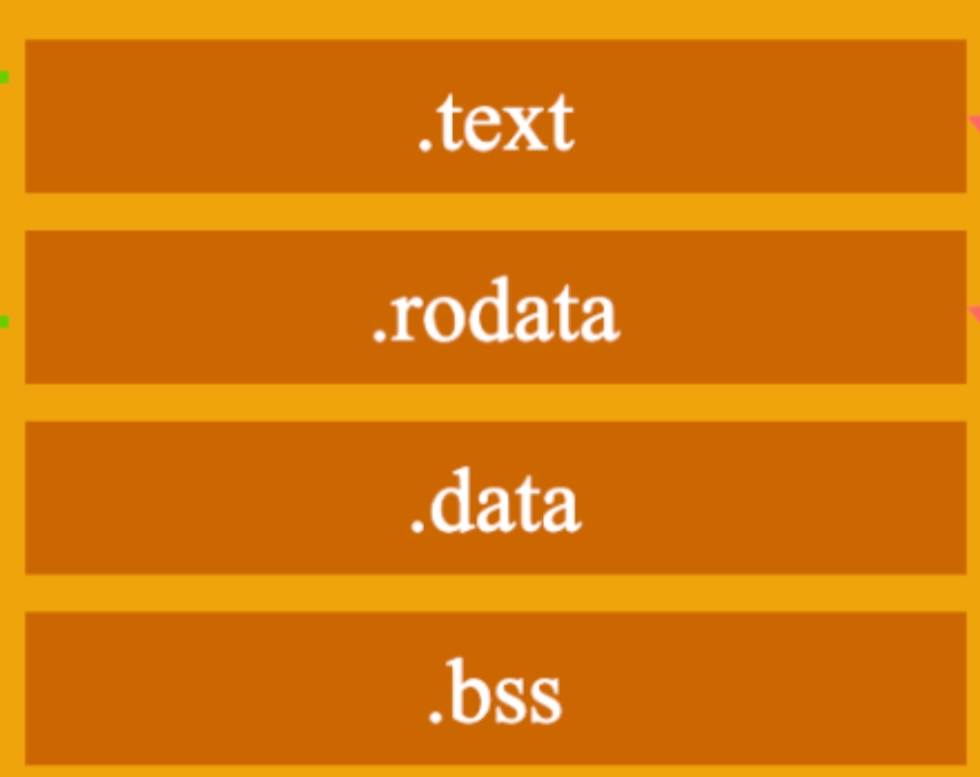 .text
.rodata
.data
.bss